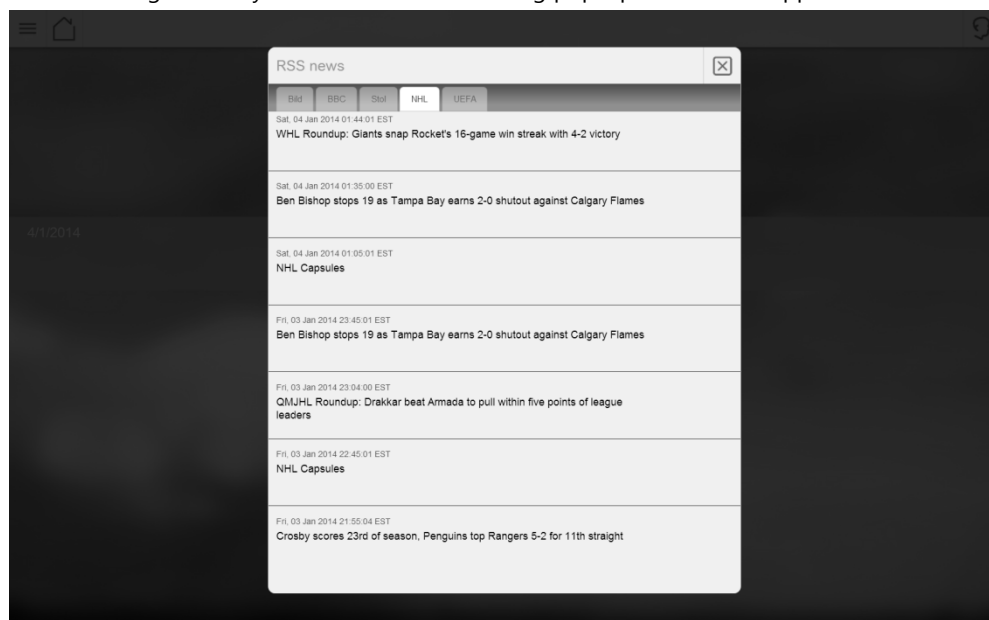 RSS news
Bild BBC Stol NHL UEFA
Sat, 04 Jan 2014 01:44:01 EST
WHL Roundup: Giants snap Rocket's 16-game win streak with 4-2 victory
Sat, 04 Jan 2014 01:35:00 EST
Ben Bishop stops 19 as Tampa Bay earns 2-0 shutout against Calgary Flames
4/1/2014
Sat, 04 Jan 2014 01:05:01 EST
NHL Capsules
Fri, 03 Jan 2014 23:45:01 EST
Ben Bishop stops 19 as Tampa Bay earns 2-0 shutout against Calgary Flames
Fri, 03 Jan 2014 23:04:00 EST
QMJHL Roundup: Drakkar beat Armada to pull within five points of league
leaders
Fri, 03 Jan 2014 22:45:01 EST
NHL Capsules
Fri, 03 Jan 2014 21:55:04 EST
Crosby scores 23rd of season, Penguins top Rangers 5-2 for 11th straight